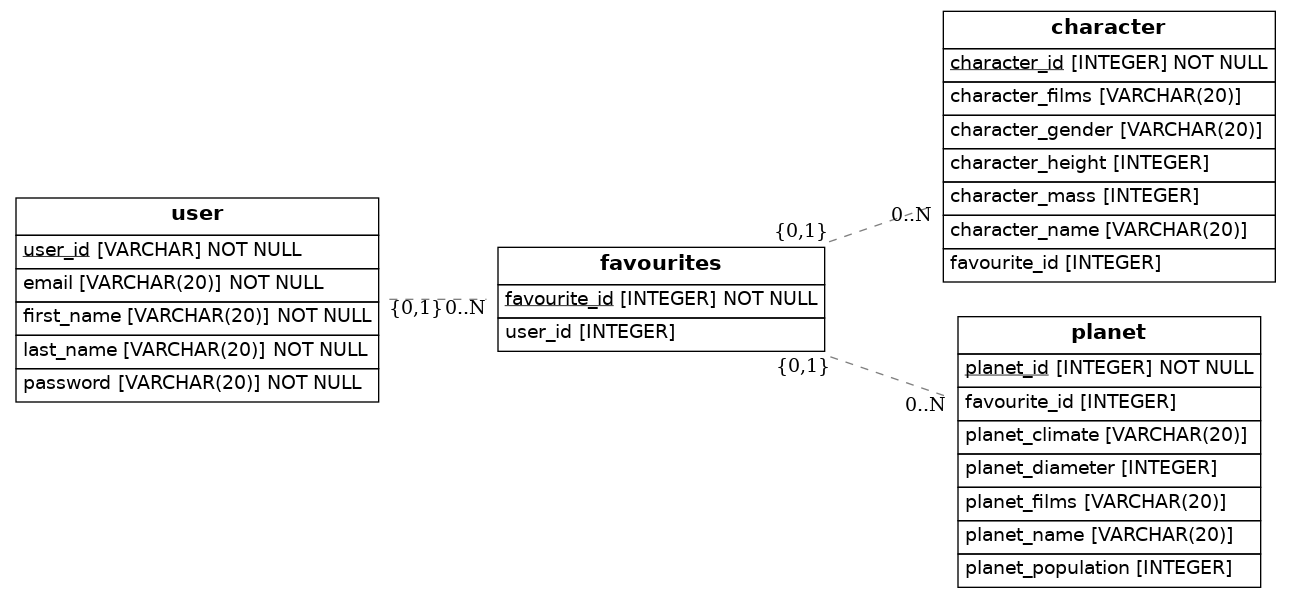 user
user_id [VARCHAR] NOT NULL
email [VARCHAR(20)] NOT NULL
first_name [VARCHAR(20)] NOT NULL
last_name [VARCHAR(20)] NOT NULL
password [VARCHAR(20)] NOT NULL
{0,1}
0..N
favourites
favourite_id [INTEGER] NOT NULL
user_id [INTEGER]
{0,1}
0..N
{0,1}
0..N
character
character_id [INTEGER] NOT NULL
character_films [VARCHAR(20)]
character_gender [VARCHAR(20)]
character_height [INTEGER]
character_mass [INTEGER]
character_name [VARCHAR(20)]
favourite_id [INTEGER]
planet
planet_id [INTEGER] NOT NULL
favourite_id [INTEGER]
planet_climate [VARCHAR(20)]
planet_diameter [INTEGER]
planet_films [VARCHAR(20)]
planet_name [VARCHAR(20)]
planet_population [INTEGER]